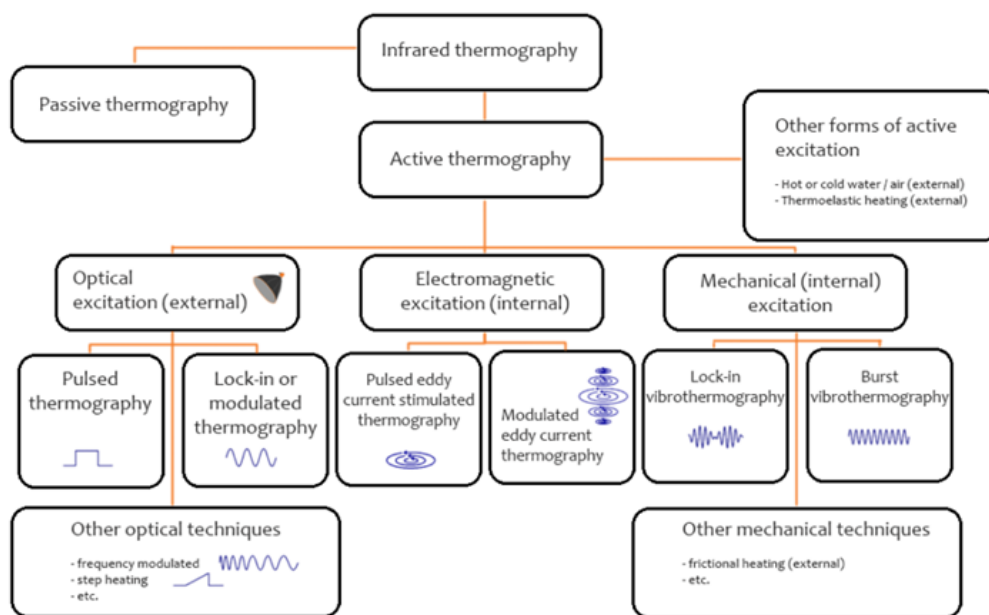 Infrared thermography
Passive thermography
Active thermography
Other forms of active
excitation
- Hot or cold water / air (external)
- Thermoelastic heating (external)
Optical
excitation (external)
Electromagnetic
excitation (internal)
Mechanical (internal)
excitation
Pulsed
thermography
Lock-in or
modulated
thermography
Pulsed eddy
current stimulated
thermography
Modulated
eddy current
thermography
Lock-in
vibrothermography
Burst
vibrothermography
Other optical techniques
- frequency modulated
- step heating
- etc.
Other mechanical techniques
- frictional heating (external)
- etc.